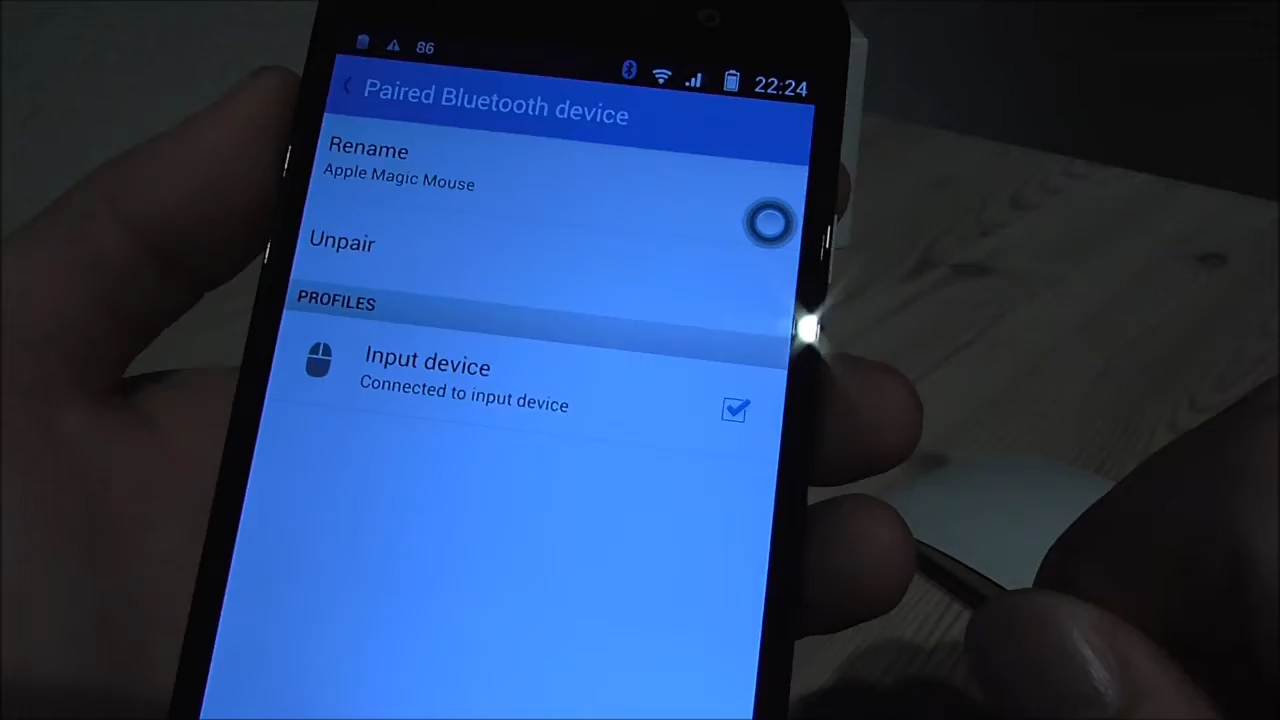 86
22:24
Paired Bluetooth device
Rename
Apple Magic Mouse
Unpair
PROFILES
Input device
Connected to input device